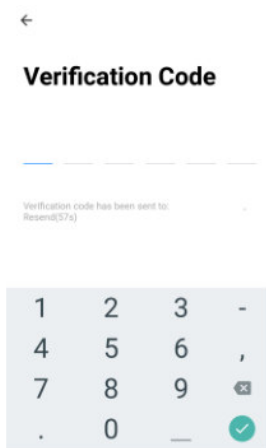 Verification Code
Verification code has been sent to:
Resend(57s)
1 2 3 -
4 5 6 ,
7 8 9
. 0